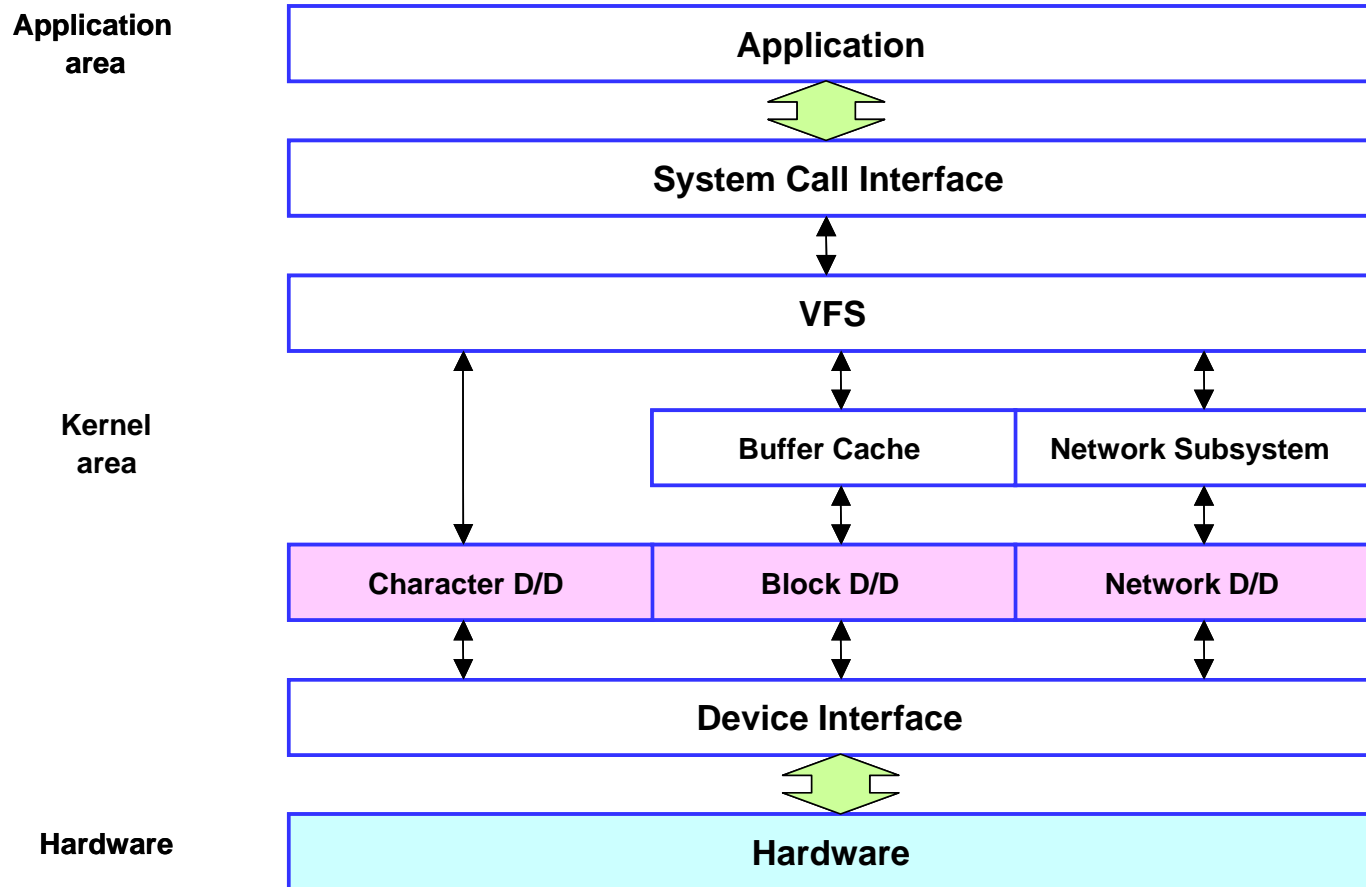 Application
area
Application
System Call Interface
VFS
Kernel
area
Buffer Cache
Network Subsystem
Character D/D
Block D/D
Network D/D
Device Interface
Hardware
Hardware